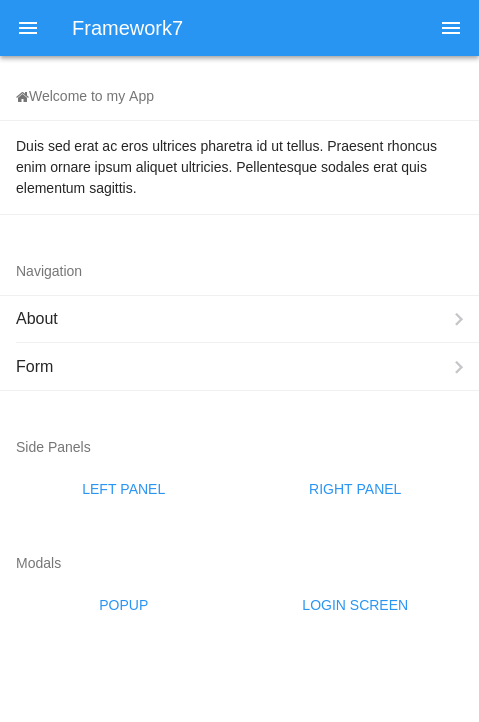 Framework7
Welcome to my App
Duis sed erat ac eros ultrices pharetra id ut tellus. Praesent rhoncus
enim ornare ipsum aliquet ultricies. Pellentesque sodales erat quis
elementum sagittis.
Navigation
About
Form
Side Panels
LEFT PANEL RIGHT PANEL
Modals
POPUP LOGIN SCREEN